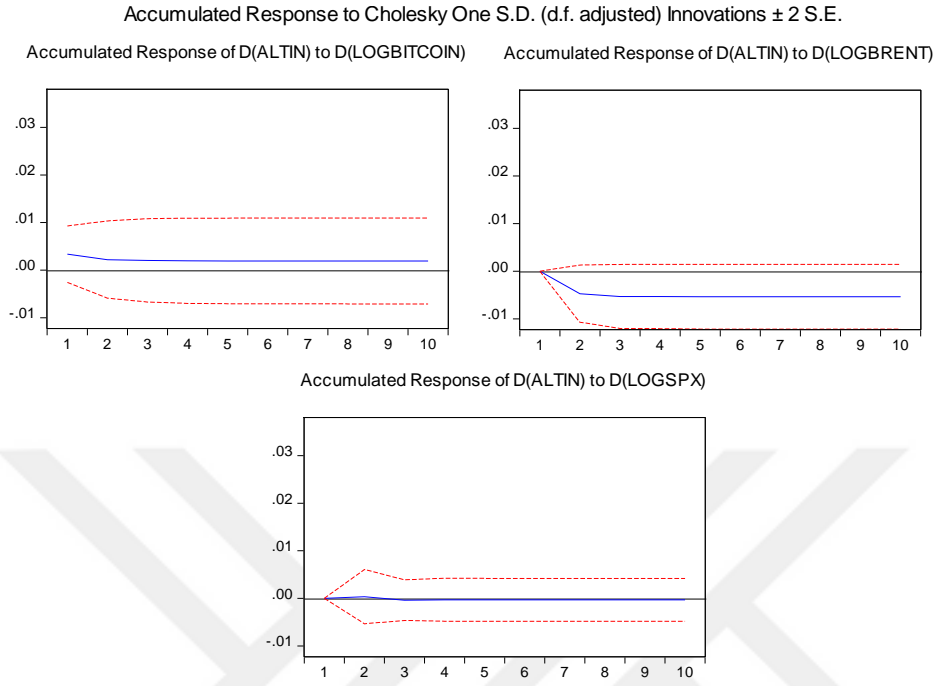 Accumulated Response to Cholesky One S.D. (d.f. adjusted) Innovations ± 2 S.E.
Accumulated Response of D(ALTIN) to D(LOGBITCOIN)
.03
.02
.01
.00
-.01
1 2 3 4 5 6 7 8 9 10
Accumulated Response of D(ALTIN) to D(LOGBRENT)
.03
.02
.01
.00
-.01
1 2 3 4 5 6 7 8 9 10
Accumulated Response of D(ALTIN) to D(LOGSPX)
.03
.02
.01
.00
-.01
1 2 3 4 5 6 7 8 9 10